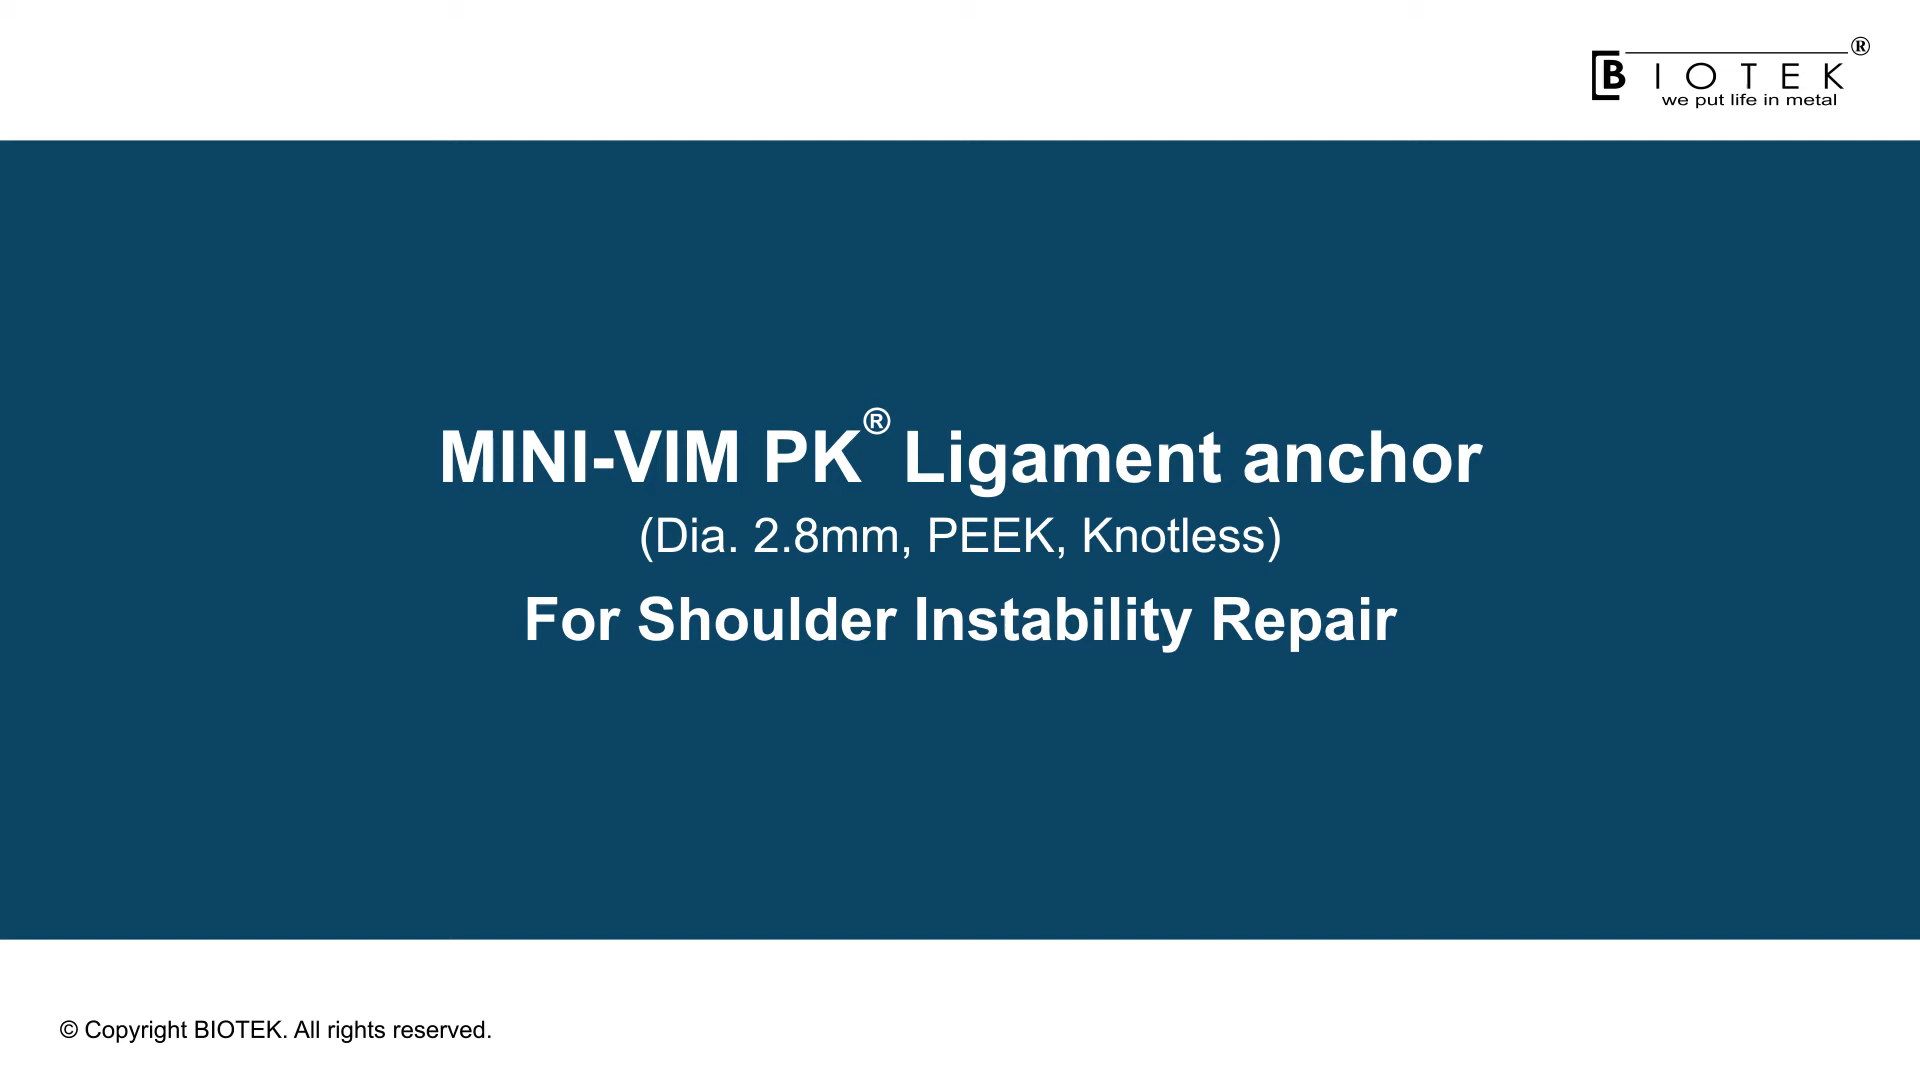 BIOTEK®
we put life in metal
MINI-VIM PK® Ligament anchor
(Dia. 2.8mm, PEEK, Knotless)
For Shoulder Instability Repair
© Copyright BIOTEK. All rights reserved.